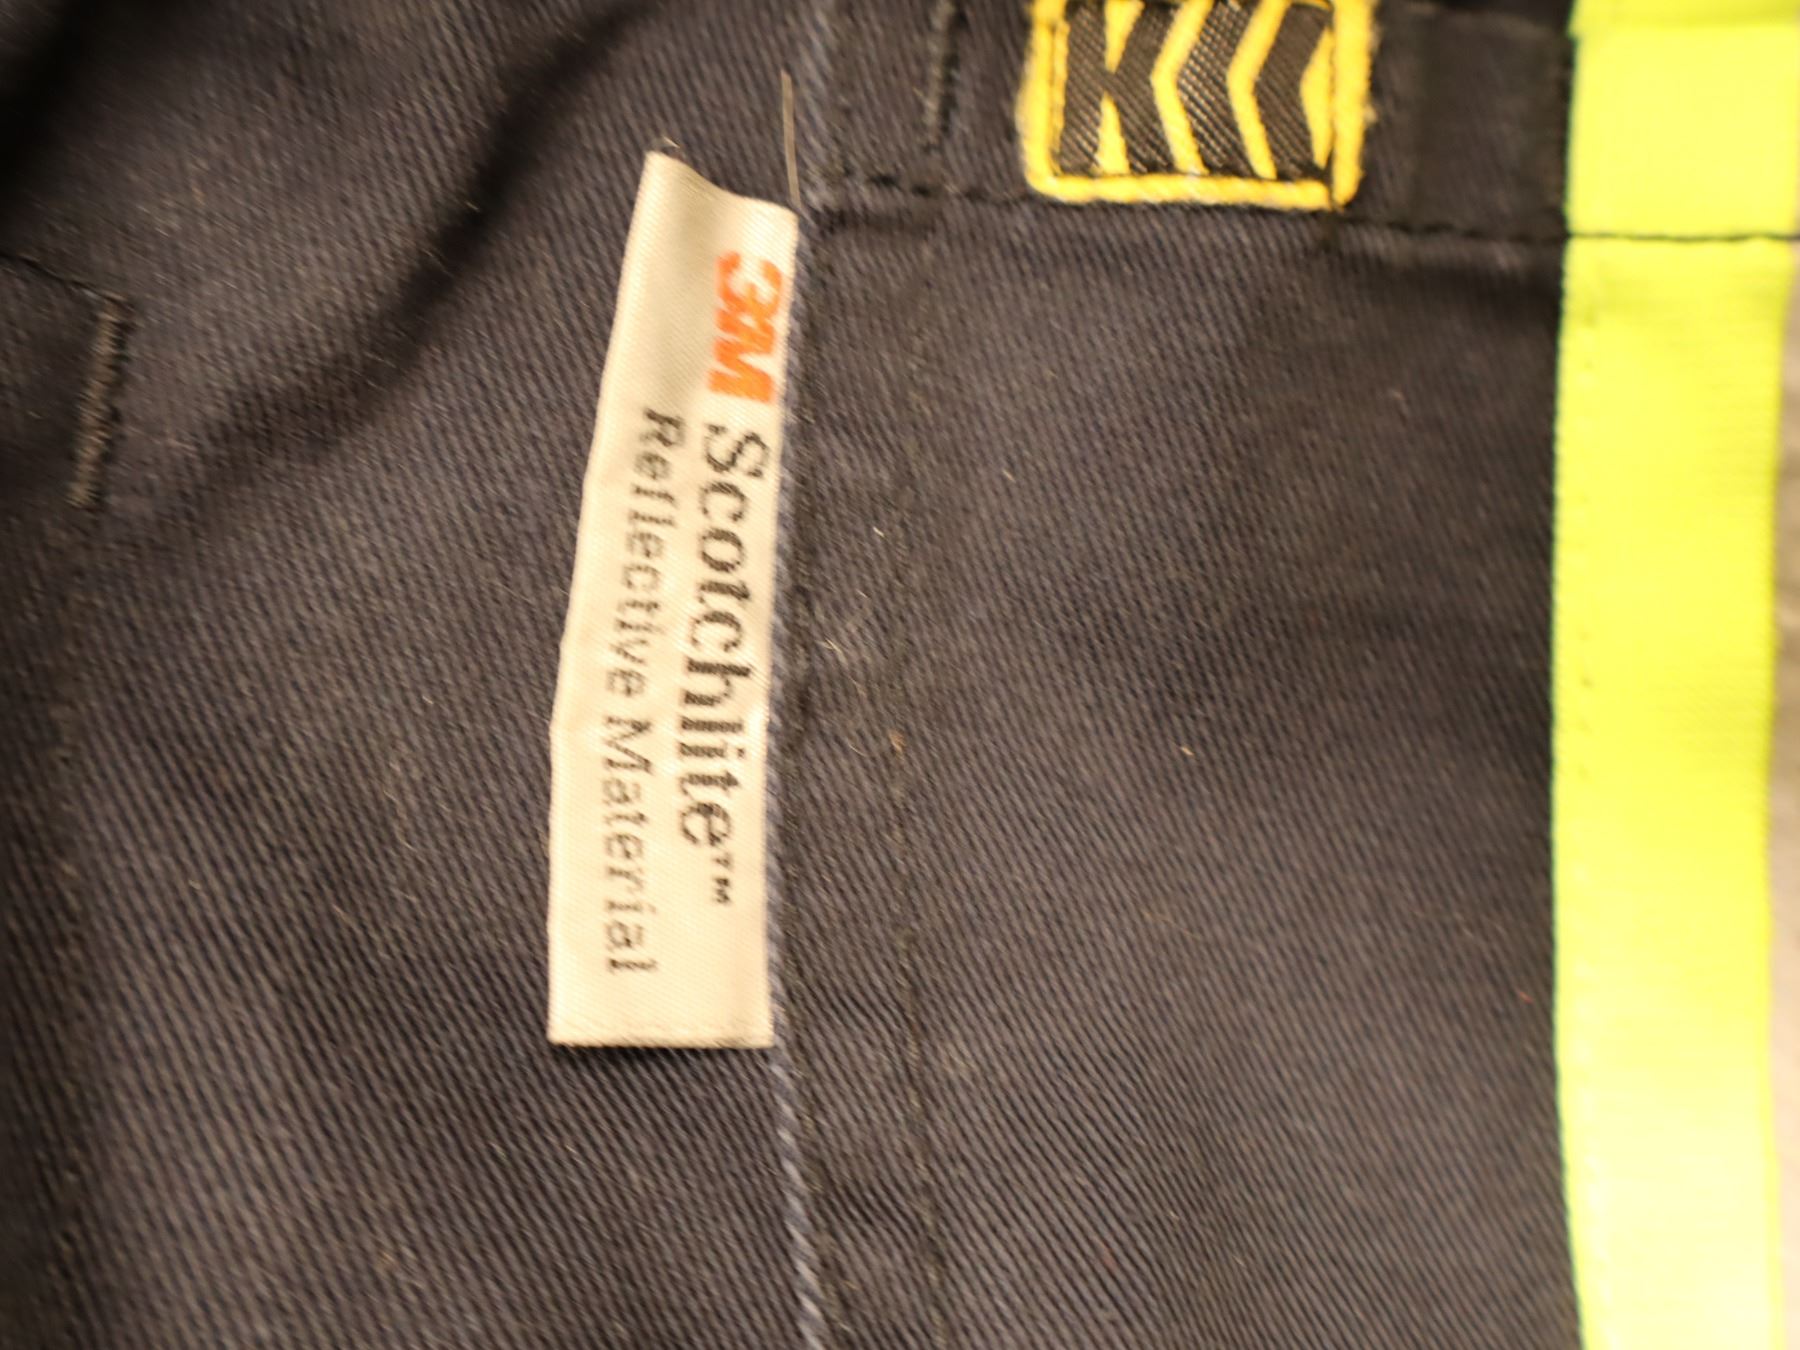 3M Scotchlite™
Reflective Material